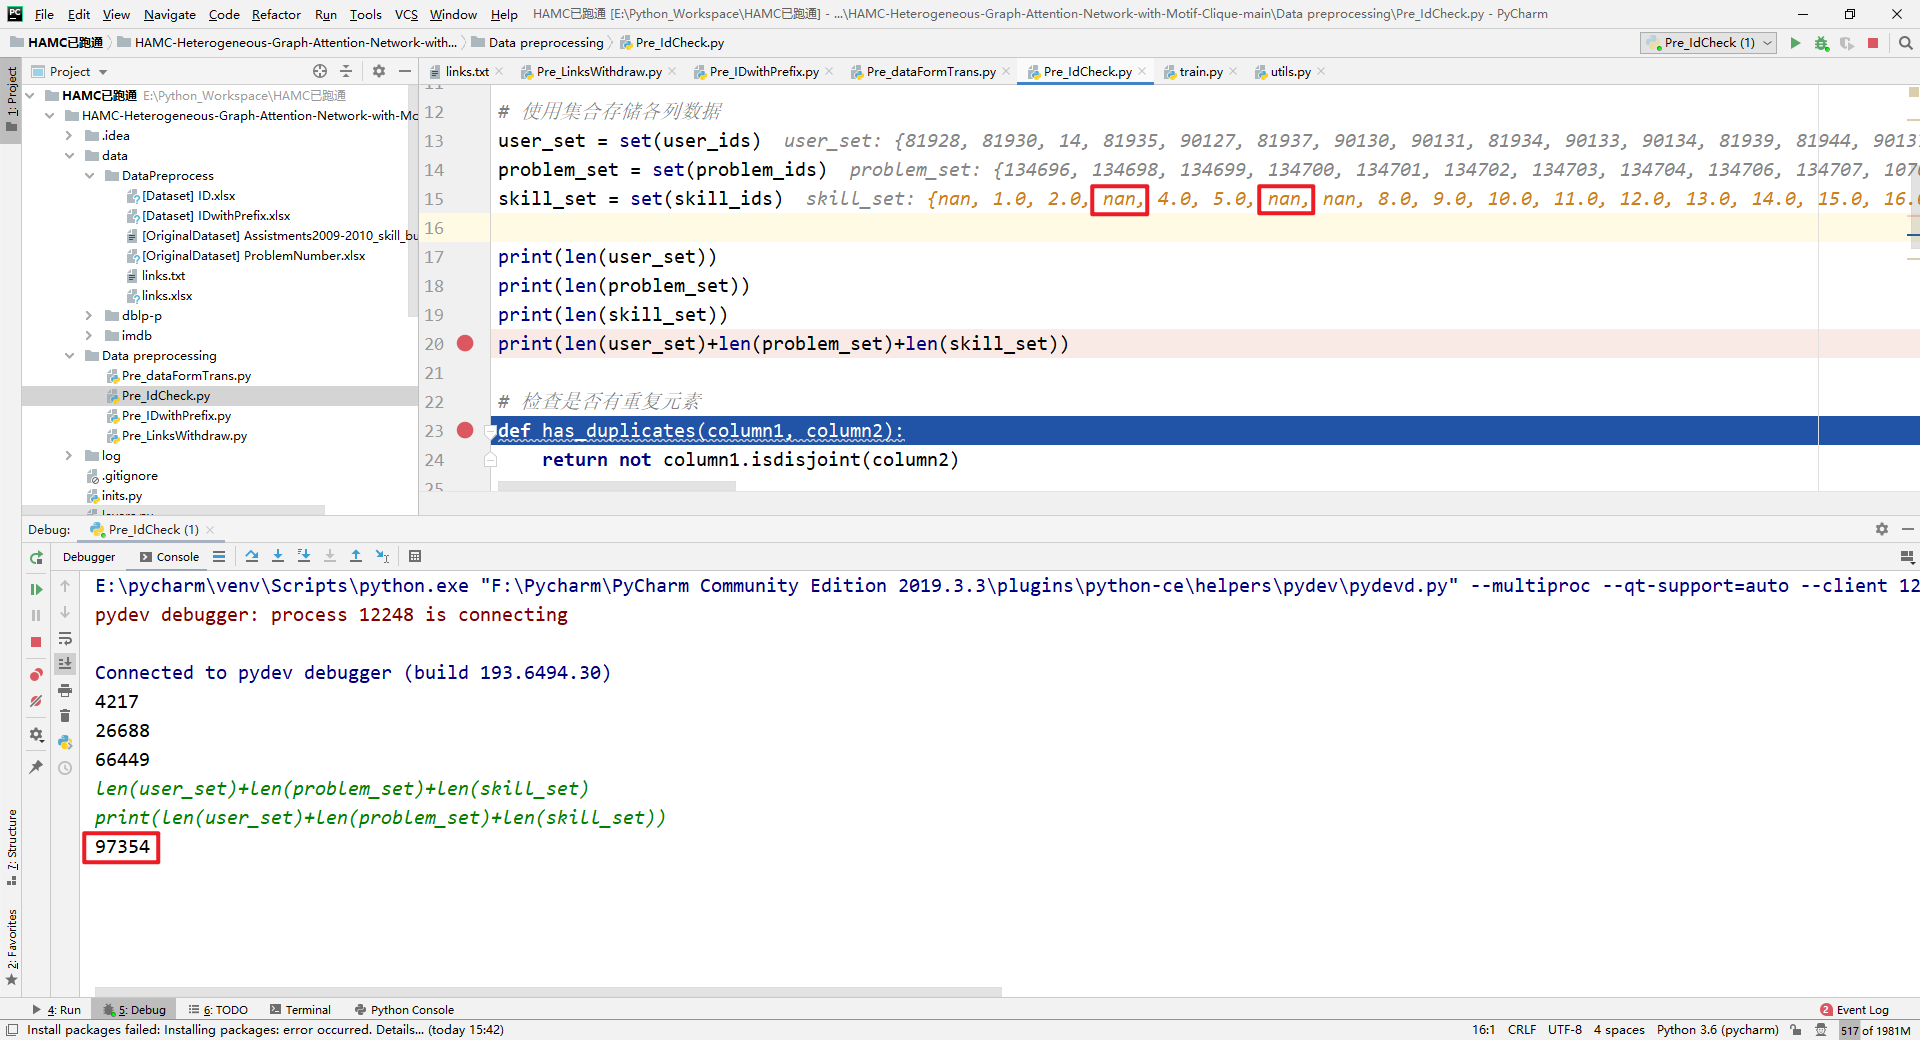 File Edit View Navigate Code Refactor Run Tools VCS Window Help HAMC已跑通 [E:\Python_Workspace\HAMC已跑通] - ...\HAMC-Heterogeneous-Graph-Attention-Network-with-Motif-Clique-main\Data preprocessing\Pre_IdCheck.py - PyCharm
HAMC已跑通 HAMC-Heterogeneous-Graph-Attention-Network-with... Data preprocessing Pre_IdCheck.py Pre_IdCheck (1)
1: Project
Project links.txt Pre_LinksWithdraw.py Pre_IDwithPrefix.py Pre_dataFormTrans.py Pre_IdCheck.py train.py utils.py
HAMC已跑通 E:\Python_Workspace\HAMC已跑通
HAMC-Heterogeneous-Graph-Attention-Network-with-Mo
.idea
data
DataPreprocess
[Dataset] ID.xlsx
[Dataset] IDwithPrefix.xlsx
[OriginalDataset] Assistments2009-2010_skill_bu
[OriginalDataset] ProblemNumber.xlsx
links.txt
links.xlsx
dblp-p
imdb
Data preprocessing
Pre_dataFormTrans.py
Pre_IdCheck.py
Pre_IDwithPrefix.py
Pre_LinksWithdraw.py
log
.gitignore
inits.py
layers.py
11
12 # 使用集合存储各列数据
13 user_set = set(user_ids) user_set: {81928, 81930, 14, 81935, 90127, 81937, 90130, 90131, 81934, 90133, 90134, 81939, 81944, 9013
14 problem_set = set(problem_ids) problem_set: {134696, 134698, 134699, 134700, 134701, 134702, 134703, 134704, 134706, 134707, 107
15 skill_set = set(skill_ids) skill_set: {nan, 1.0, 2.0, nan, 4.0, 5.0, nan, nan, 8.0, 9.0, 10.0, 11.0, 12.0, 13.0, 14.0, 15.0, 16.
16
17 print(len(user_set))
18 print(len(problem_set))
19 print(len(skill_set))
20 print(len(user_set)+len(problem_set)+len(skill_set))
21
22 # 检查是否有重复元素
23 def has_duplicates(column1, column2):
24 return not column1.isdisjoint(column2)
25
Debug: Pre_IdCheck (1)
Debugger Console
E:\pycharm\venv\Scripts\python.exe "F:\Pycharm\PyCharm Community Edition 2019.3.3\plugins\python-ce\helpers\pydev\pydevd.py" --multiproc --qt-support=auto --client 12
pydev debugger: process 12248 is connecting
Connected to pydev debugger (build 193.6494.30)
4217
26688
66449
len(user_set)+len(problem_set)+len(skill_set)
print(len(user_set)+len(problem_set)+len(skill_set))
97354
7: Structure
2: Favorites
4: Run 5: Debug 6: TODO Terminal Python Console 2 Event Log
Install packages failed: Installing packages: error occurred. Details... (today 15:42) 16:1 CRLF UTF-8 4 spaces Python 3.6 (pycharm) 517 of 1981M